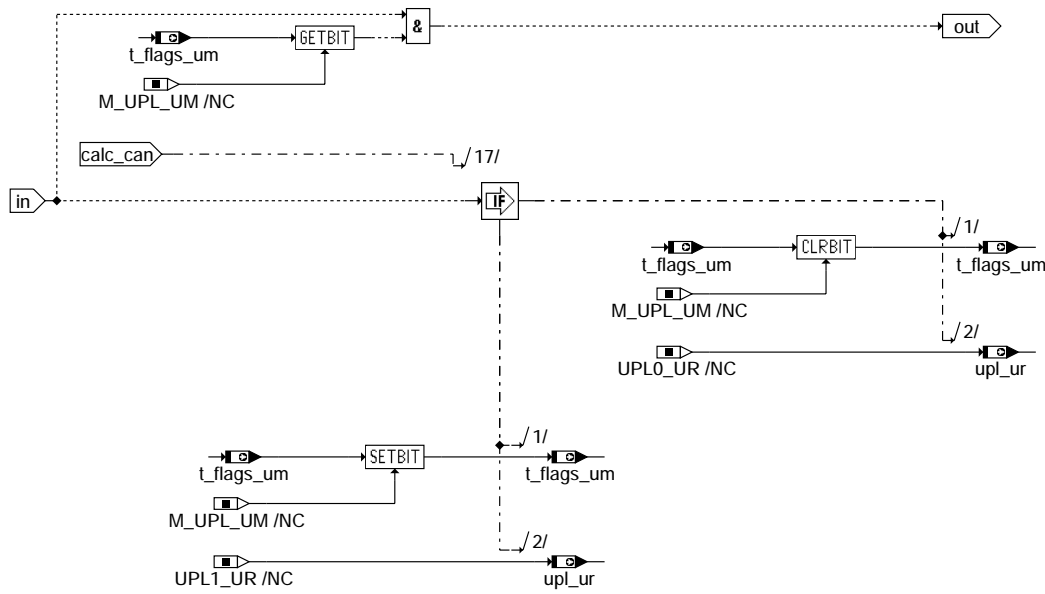 &
out
GETBIT
t_flags_um
M_UPL_UM /NC
calc_can
/17/
in
IF
/1/
CLRBIT
t_flags_um
t_flags_um
M_UPL_UM /NC
/2/
UPL0_UR /NC
upl_ur
/1/
SETBIT
t_flags_um
t_flags_um
M_UPL_UM /NC
/2/
UPL1_UR /NC
upl_ur